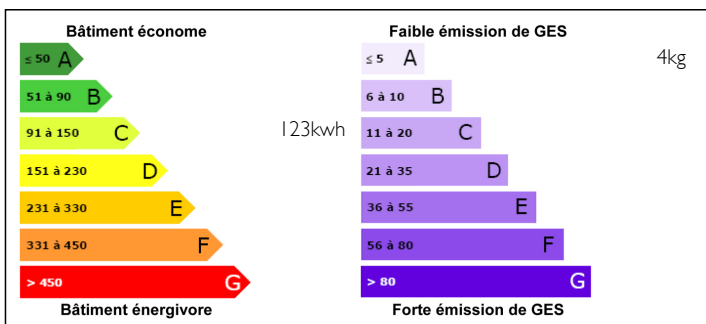 Bâtiment économe
≤ 50 A
51 à 90 B
91 à 150 C
151 à 230 D
231 à 330 E
331 à 450 F
> 450 G
Bâtiment énergivore
123kwh
Faible émission de GES
≤ 5 A
6 à 10 B
11 à 20 C
21 à 35 D
36 à 55 E
56 à 80 F
> 80 G
Forte émission de GES
4kg